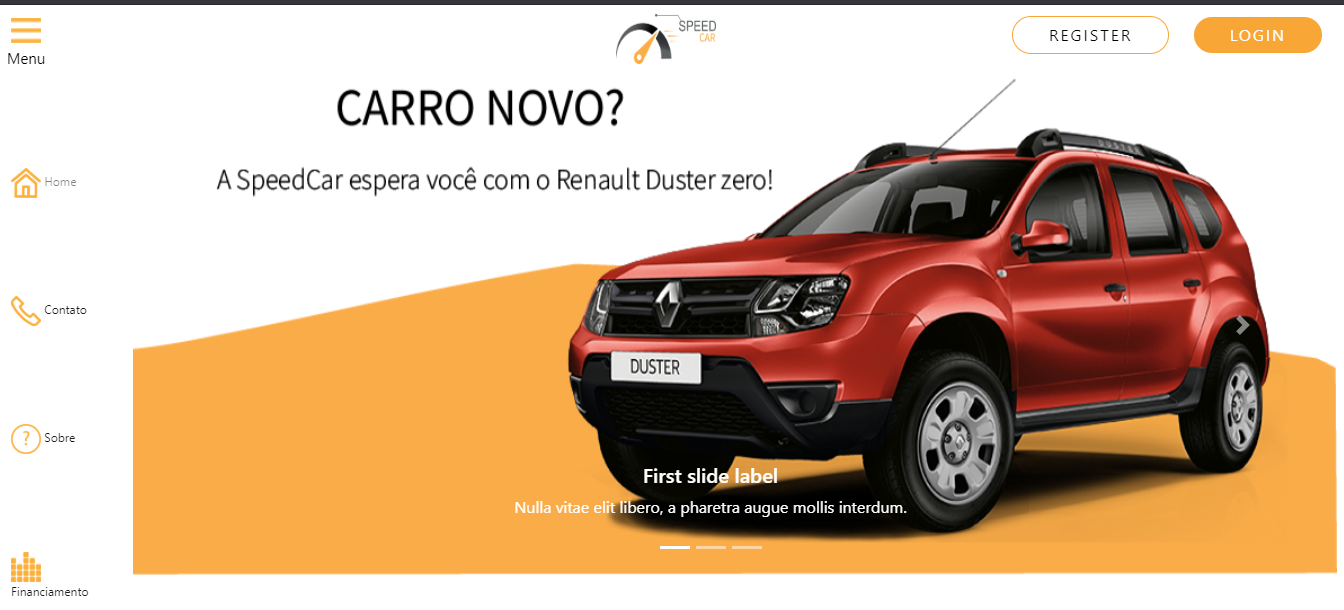 Menu
SPEED
CAR
REGISTER
LOGIN
CARRO NOVO?
A SpeedCar espera você com o Renault Duster zero!
Home
Contato
?
Sobre
Financiamento
DUSTER
DUSTER
First slide label
Nulla vitae elit libero, a pharetra augue mollis interdum.